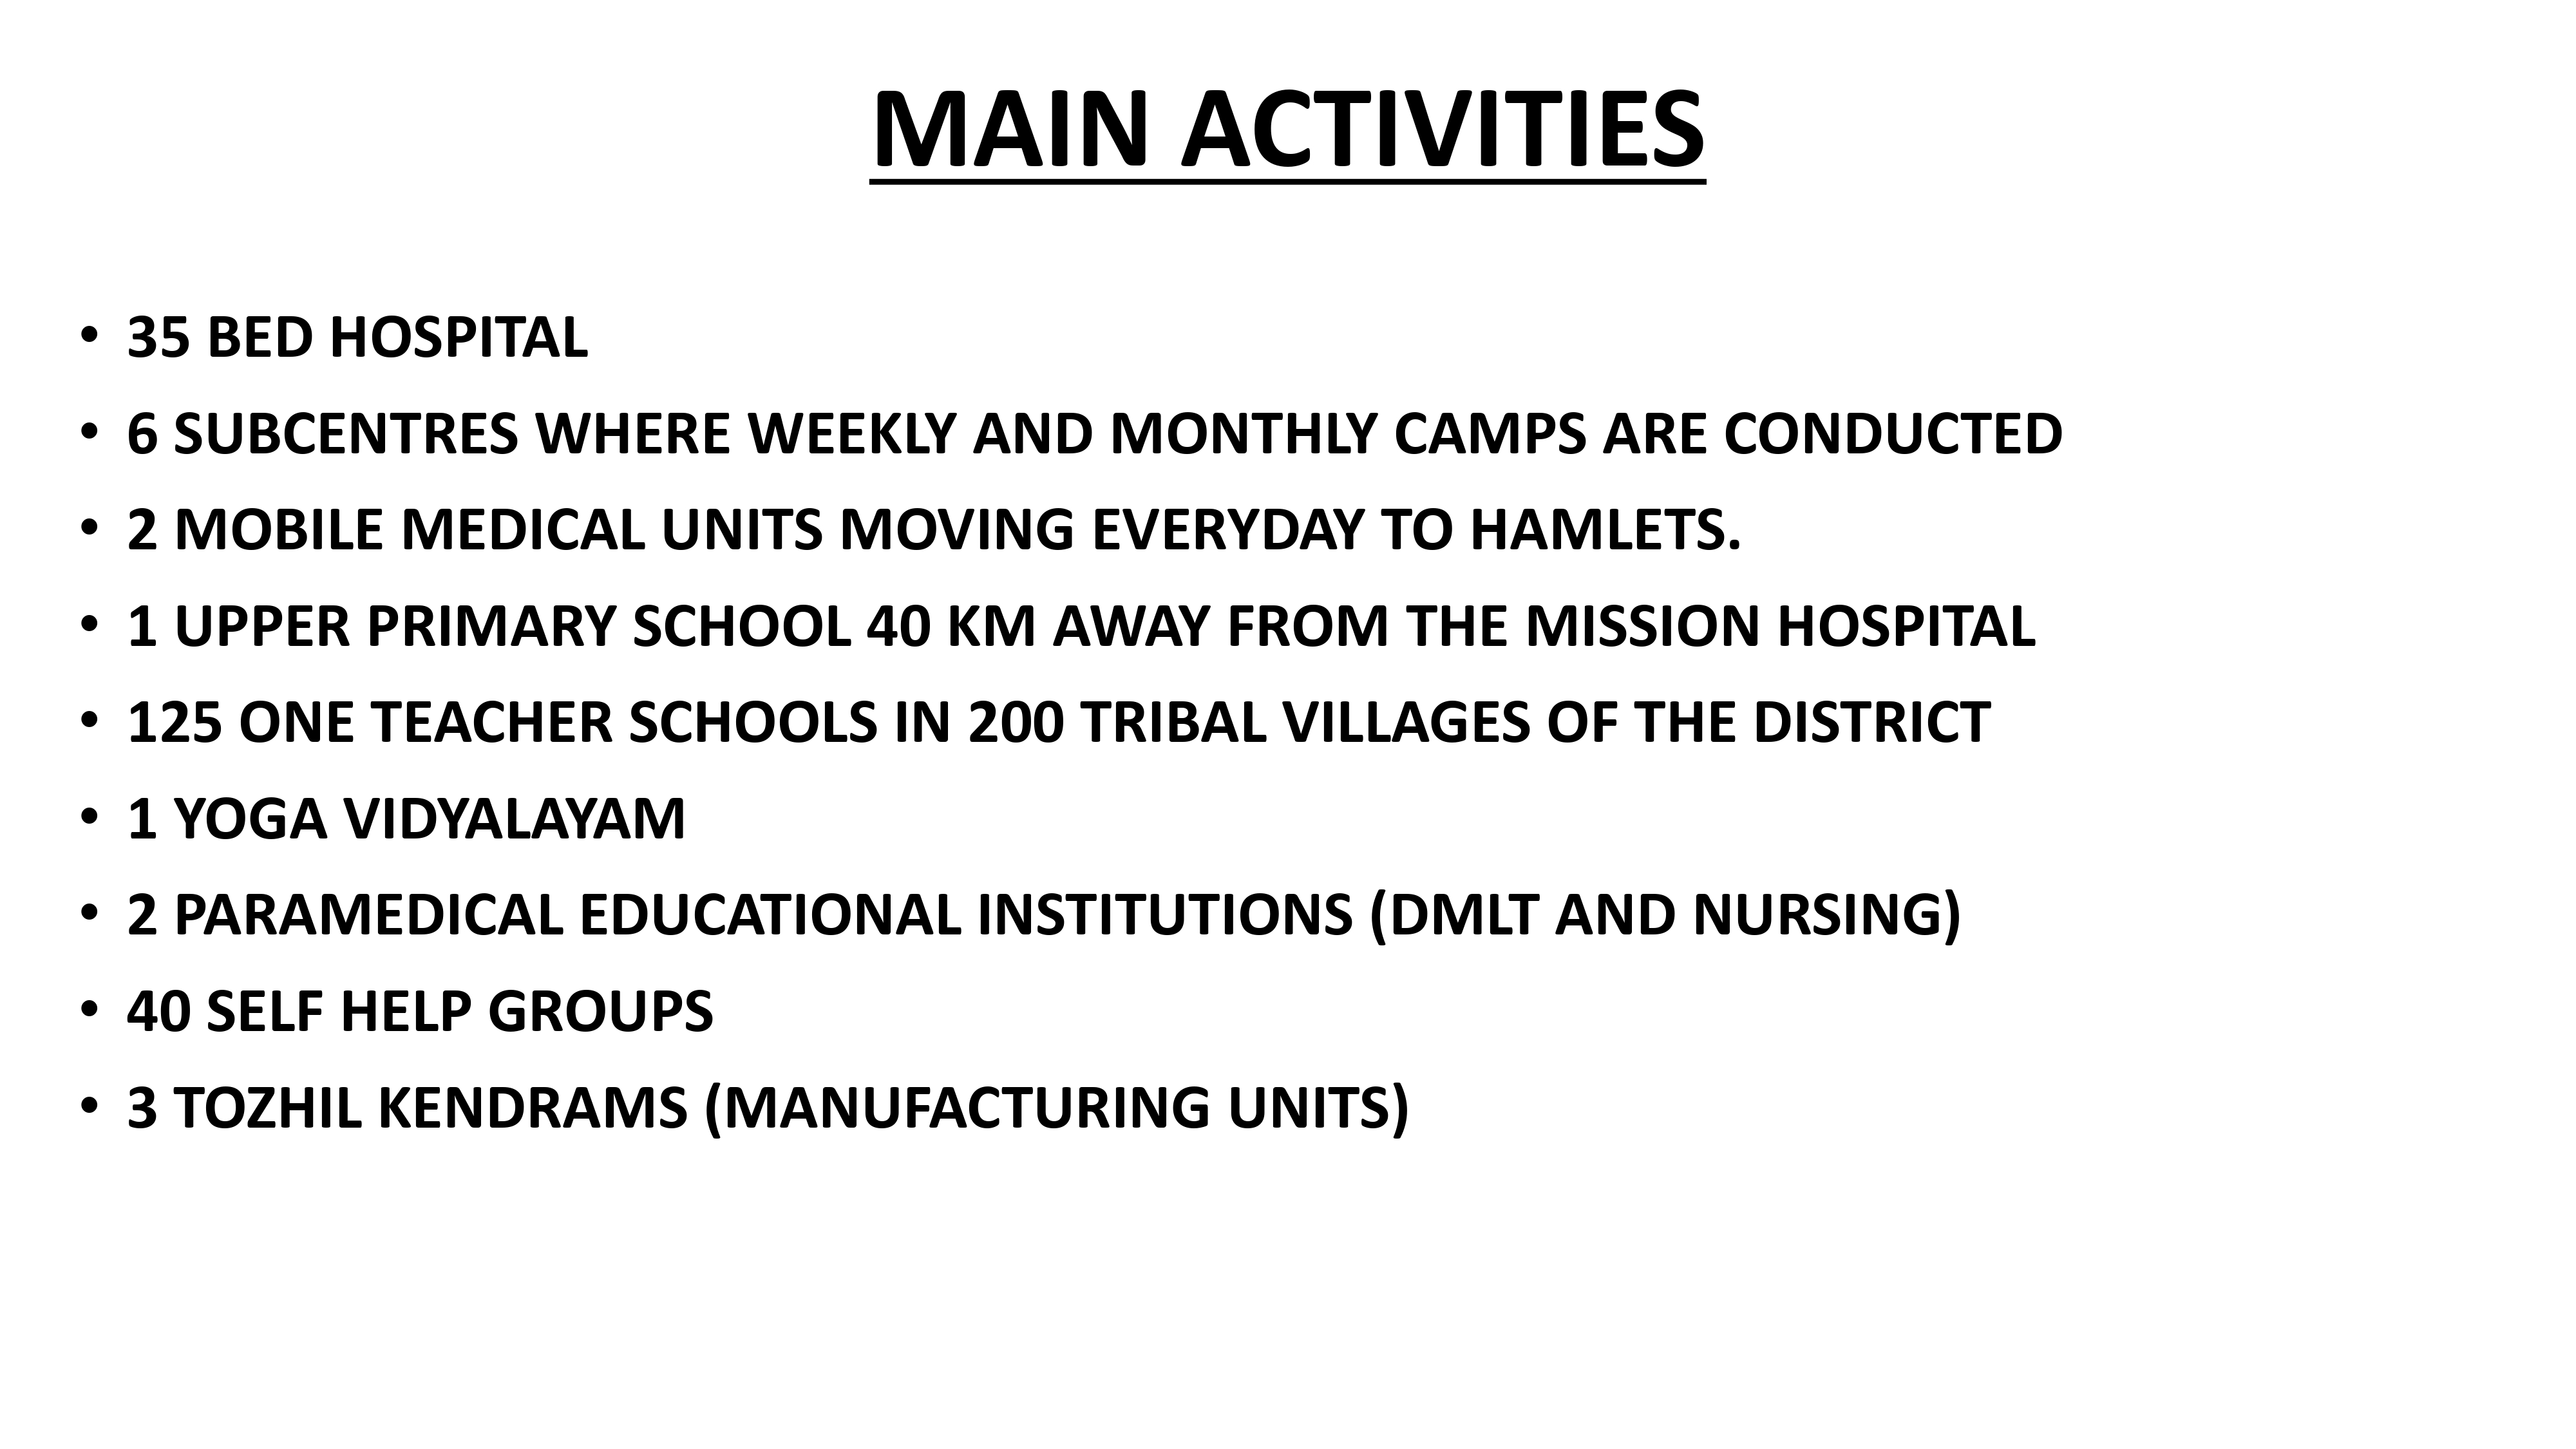 MAIN ACTIVITIES
• 35 BED HOSPITAL
• 6 SUBCENTRES WHERE WEEKLY AND MONTHLY CAMPS ARE CONDUCTED
• 2 MOBILE MEDICAL UNITS MOVING EVERYDAY TO HAMLETS.
• 1 UPPER PRIMARY SCHOOL 40 KM AWAY FROM THE MISSION HOSPITAL
• 125 ONE TEACHER SCHOOLS IN 200 TRIBAL VILLAGES OF THE DISTRICT
• 1 YOGA VIDYALAYAM
• 2 PARAMEDICAL EDUCATIONAL INSTITUTIONS (DMLT AND NURSING)
• 40 SELF HELP GROUPS
• 3 TOZHIL KENDRAMS (MANUFACTURING UNITS)